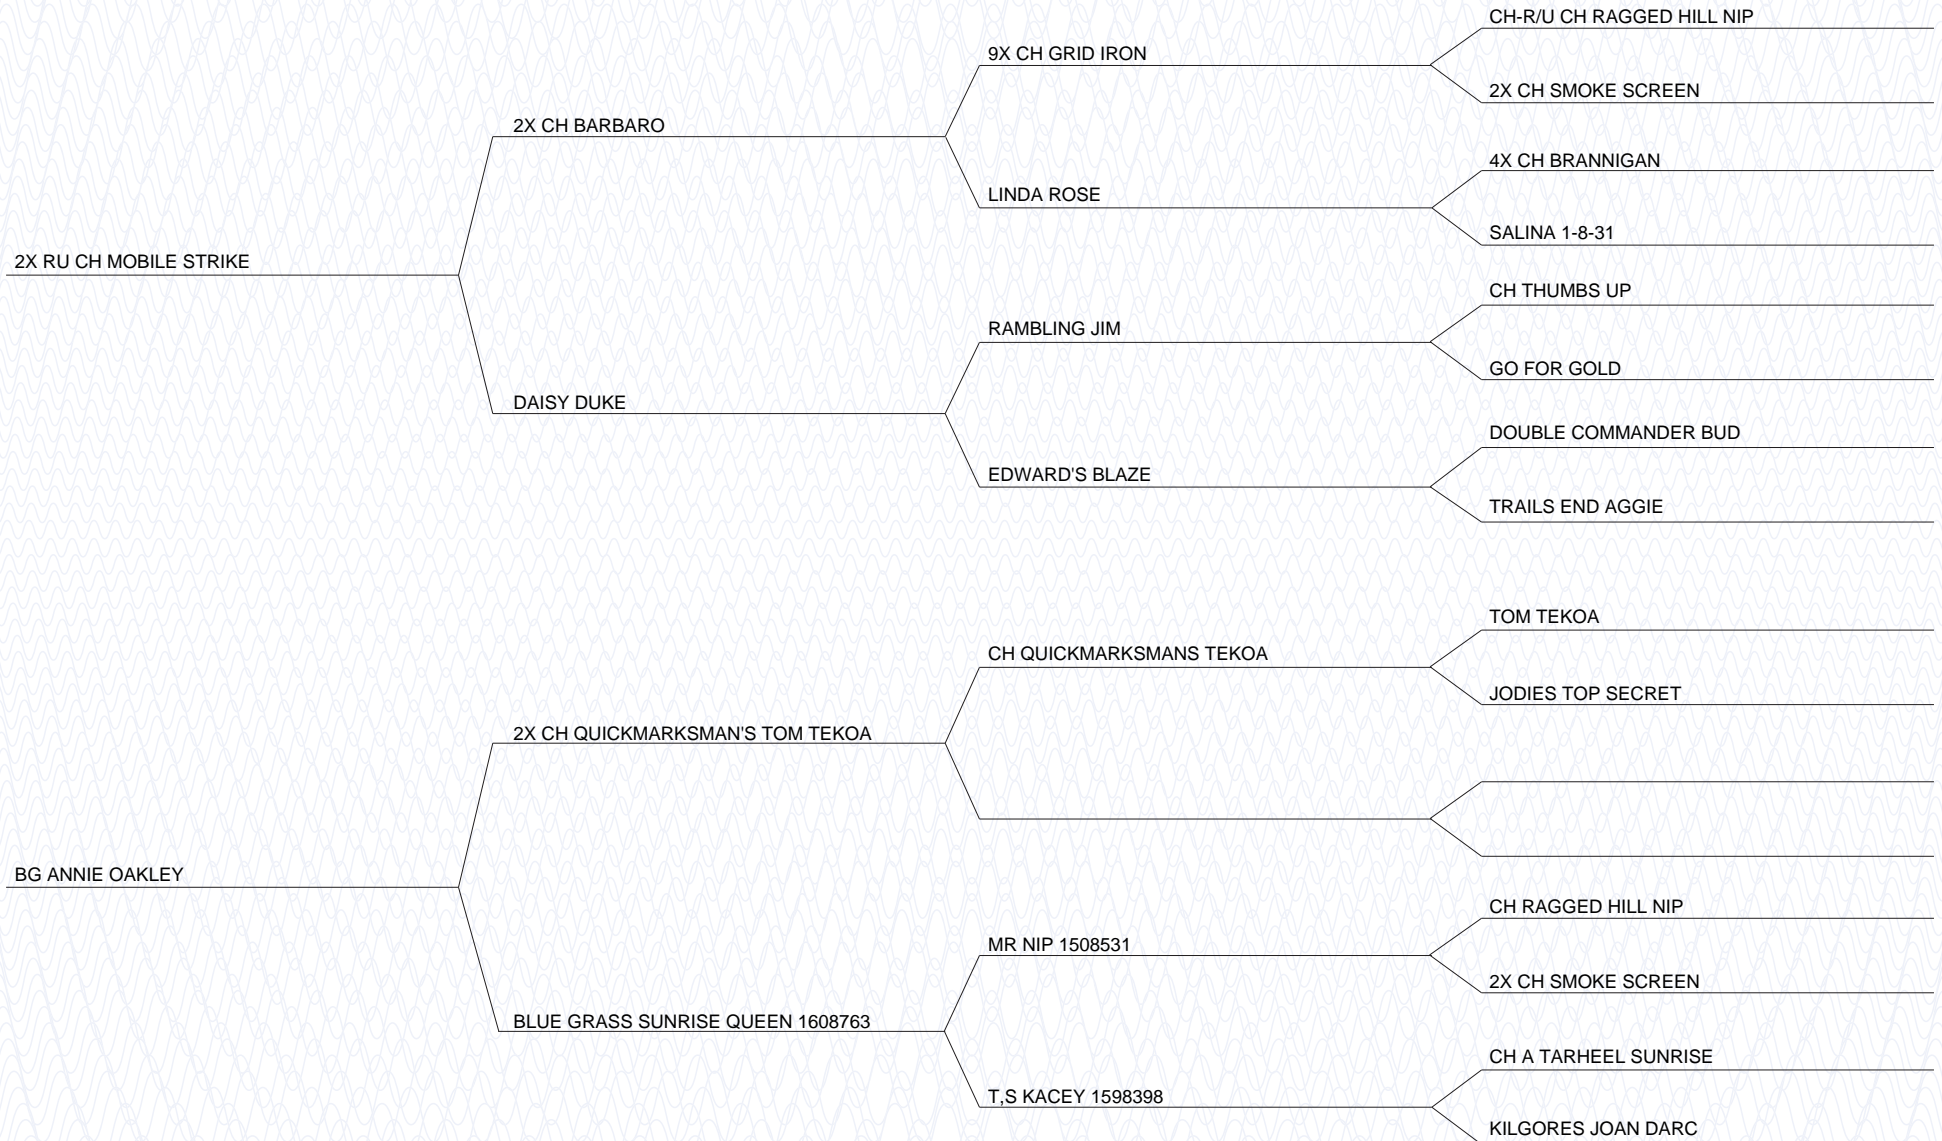 CH-R/U CH RAGGED HILL NIP
9X CH GRID IRON
2X CH SMOKE SCREEN
2X CH BARBARO
4X CH BRANNIGAN
LINDA ROSE
SALINA 1-8-31
2X RU CH MOBILE STRIKE
CH THUMBS UP
RAMBLING JIM
GO FOR GOLD
DAISY DUKE
DOUBLE COMMANDER BUD
EDWARD'S BLAZE
TRAILS END AGGIE
TOM TEKOA
CH QUICKMARKSMANS TEKOA
JODIES TOP SECRET
2X CH QUICKMARKSMAN'S TOM TEKOA
BG ANNIE OAKLEY
CH RAGGED HILL NIP
MR NIP 1508531
2X CH SMOKE SCREEN
BLUE GRASS SUNRISE QUEEN 1608763
CH A TARHEEL SUNRISE
T,S KACEY 1598398
KILGORES JOAN DARC